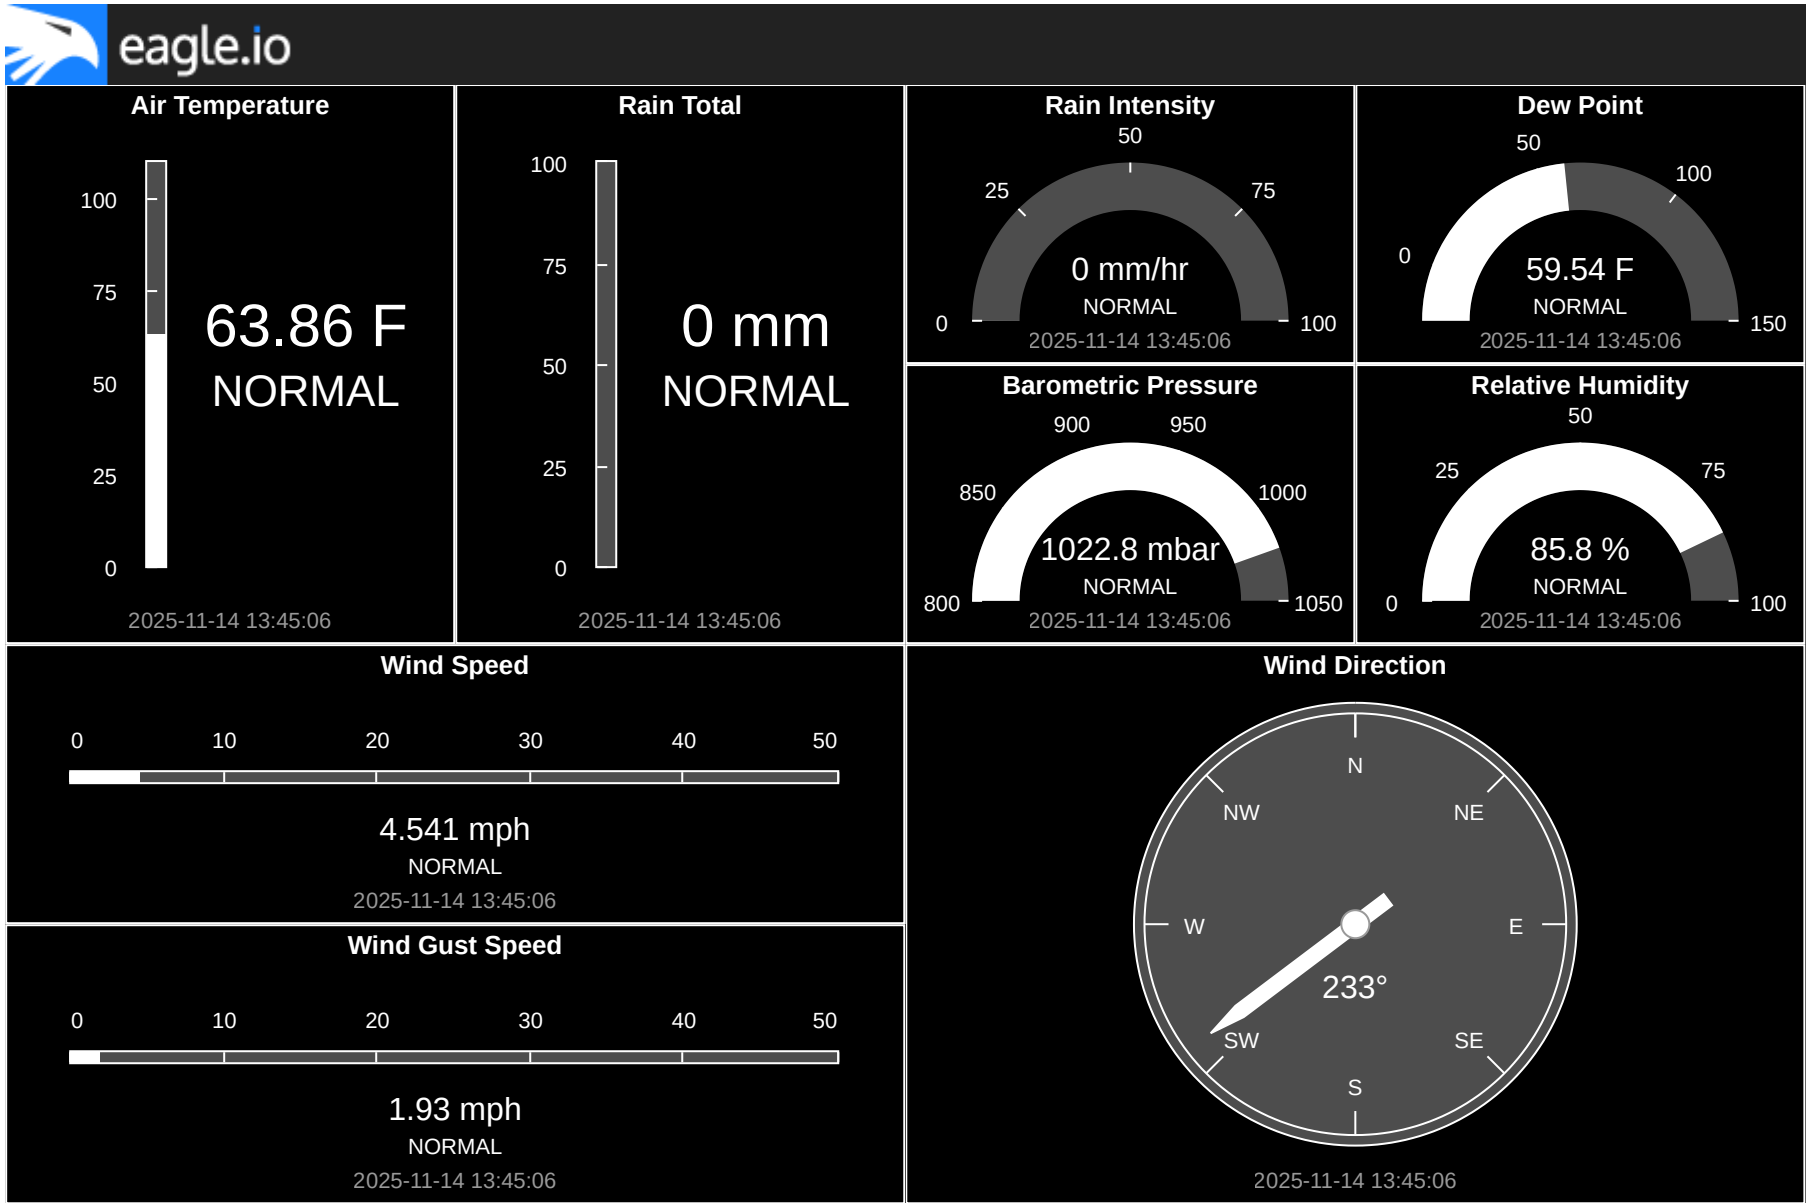 eagle.io
Air Temperature
100
75
50
25
0
63.86 F
NORMAL
2025-11-14 13:45:06
Rain Total
100
75
50
25
0
0 mm
NORMAL
2025-11-14 13:45:06
Rain Intensity
0
25
50
75
100
0 mm/hr
NORMAL
2025-11-14 13:45:06
Dew Point
0
50
100
150
59.54 F
NORMAL
2025-11-14 13:45:06
Barometric Pressure
800
850
900
950
1000
1050
1022.8 mbar
NORMAL
2025-11-14 13:45:06
Relative Humidity
0
25
50
75
100
85.8 %
NORMAL
2025-11-14 13:45:06
Wind Speed
0 10 20 30 40 50
4.541 mph
NORMAL
2025-11-14 13:45:06
Wind Gust Speed
0 10 20 30 40 50
1.93 mph
NORMAL
2025-11-14 13:45:06
Wind Direction
N
NW NE
W E
233°
SW SE
S
2025-11-14 13:45:06